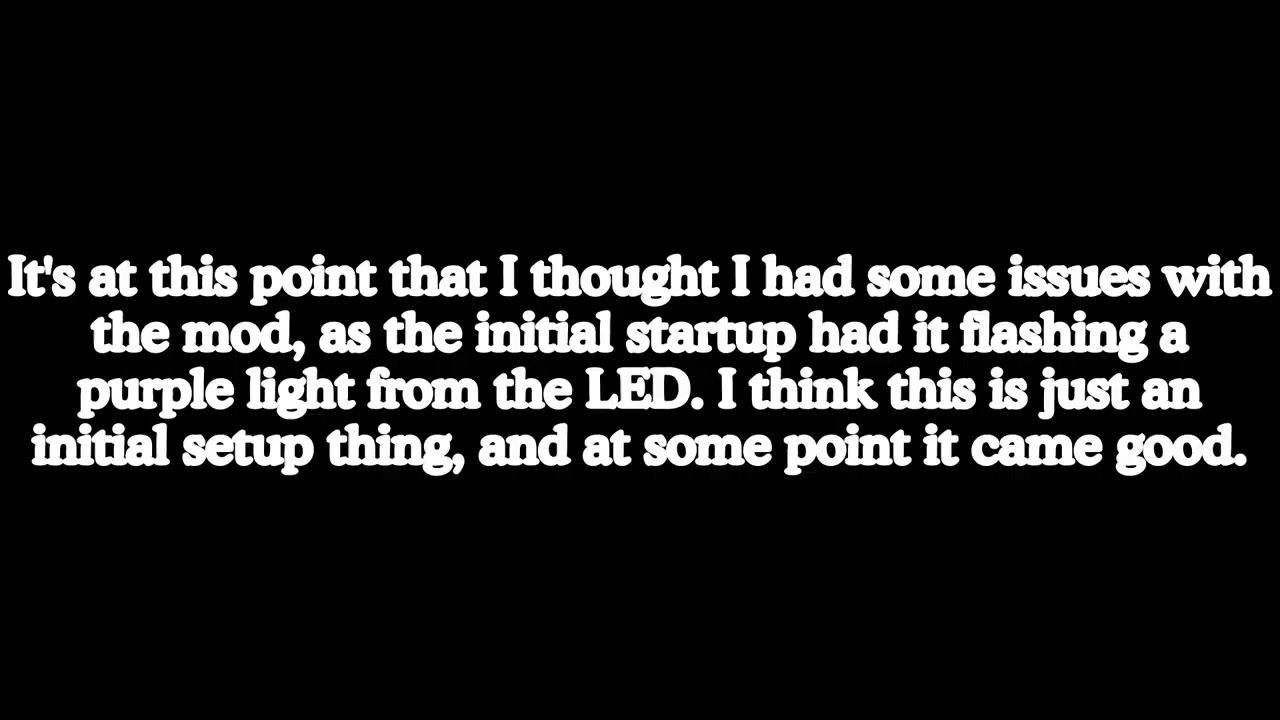 It's at this point that I thought I had some issues with
the mod, as the initial startup had it flashing a
purple light from the LED. I think this is just an
initial setup thing, and at some point it came good.